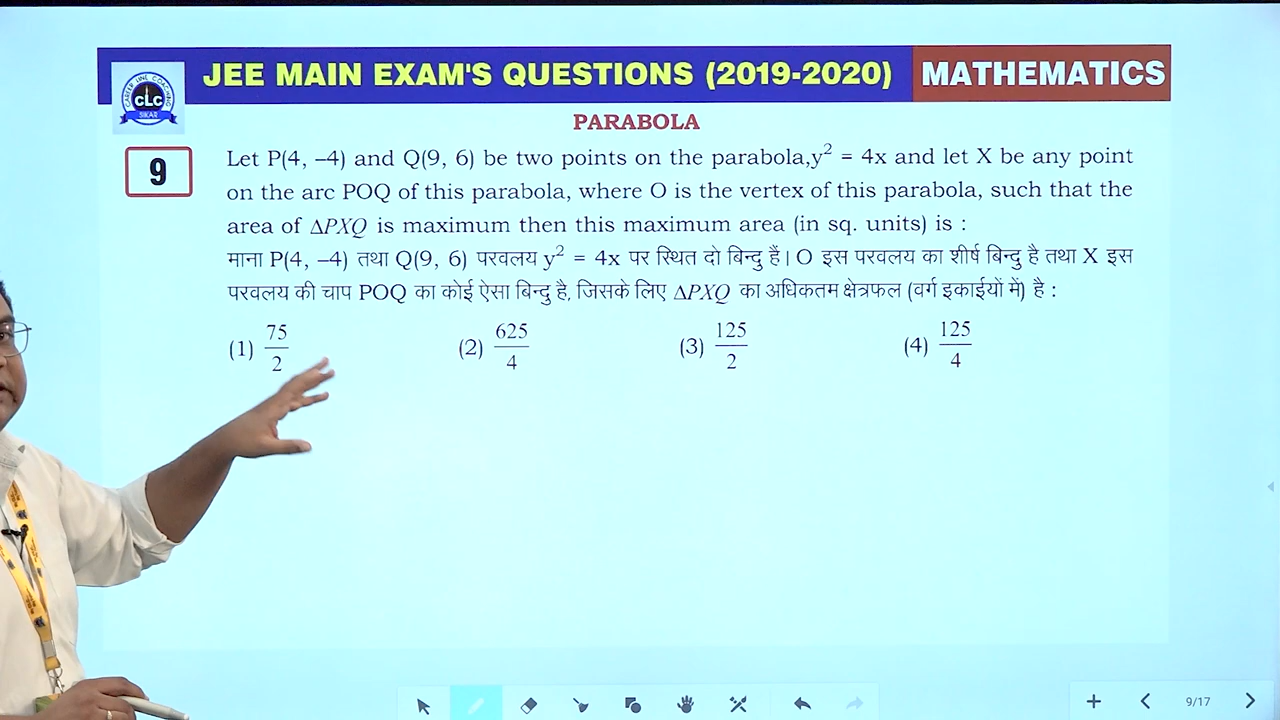 JEE MAIN EXAM'S QUESTIONS (2019-2020) MATHEMATICS
CLC
SIKAR
PARABOLA
9
Let P(4, –4) and Q(9, 6) be two points on the parabola,y² = 4x and let X be any point
on the arc POQ of this parabola, where O is the vertex of this parabola, such that the
area of ΔPXQ is maximum then this maximum area (in sq. units) is :
माना P(4, –4) तथा Q(9, 6) परवलय y² = 4x पर स्थित दो बिन्दु हैं। O इस परवलय का शीर्ष बिन्दु है तथा X इस
परवलय की चाप POQ का कोई ऐसा बिन्दु है, जिसके लिए ΔPXQ का अधिकतम क्षेत्रफल (वर्ग इकाईयों में) है :
(1) 75/2 (2) 625/4 (3) 125/2 (4) 125/4
9/17